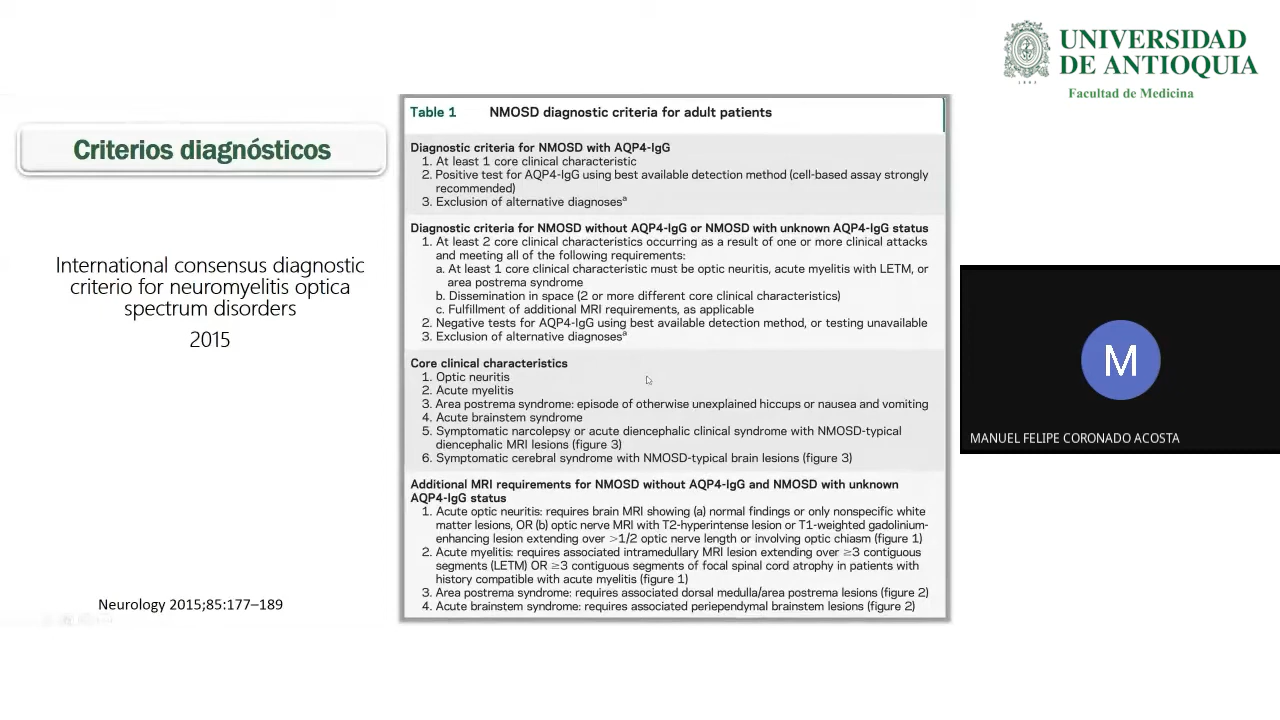 UNIVERSIDAD
DE ANTIOQUIA
1803
Facultad de Medicina
Criterios diagnósticos
International consensus diagnostic
criterio for neuromyelitis optica
spectrum disorders
2015
Neurology 2015;85:177–189
Table 1 NMOSD diagnostic criteria for adult patients
Diagnostic criteria for NMOSD with AQP4-IgG
1. At least 1 core clinical characteristic
2. Positive test for AQP4-IgG using best available detection method (cell-based assay strongly
recommended)
3. Exclusion of alternative diagnosesa
Diagnostic criteria for NMOSD without AQP4-IgG or NMOSD with unknown AQP4-IgG status
1. At least 2 core clinical characteristics occurring as a result of one or more clinical attacks
and meeting all of the following requirements:
a. At least 1 core clinical characteristic must be optic neuritis, acute myelitis with LETM, or
area postrema syndrome
b. Dissemination in space (2 or more different core clinical characteristics)
c. Fulfillment of additional MRI requirements, as applicable
2. Negative tests for AQP4-IgG using best available detection method, or testing unavailable
3. Exclusion of alternative diagnosesa
Core clinical characteristics
1. Optic neuritis
2. Acute myelitis
3. Area postrema syndrome: episode of otherwise unexplained hiccups or nausea and vomiting
4. Acute brainstem syndrome
5. Symptomatic narcolepsy or acute diencephalic clinical syndrome with NMOSD-typical
diencephalic MRI lesions (figure 3)
6. Symptomatic cerebral syndrome with NMOSD-typical brain lesions (figure 3)
Additional MRI requirements for NMOSD without AQP4-IgG and NMOSD with unknown
AQP4-IgG status
1. Acute optic neuritis: requires brain MRI showing (a) normal findings or only nonspecific white
matter lesions, OR (b) optic nerve MRI with T2-hyperintense lesion or T1-weighted gadolinium-
enhancing lesion extending over >1/2 optic nerve length or involving optic chiasm (figure 1)
2. Acute myelitis: requires associated intramedullary MRI lesion extending over ≥3 contiguous
segments (LETM) OR ≥3 contiguous segments of focal spinal cord atrophy in patients with
history compatible with acute myelitis (figure 1)
3. Area postrema syndrome: requires associated dorsal medulla/area postrema lesions (figure 2)
4. Acute brainstem syndrome: requires associated periependymal brainstem lesions (figure 2)
M
MANUEL FELIPE CORONADO ACOSTA